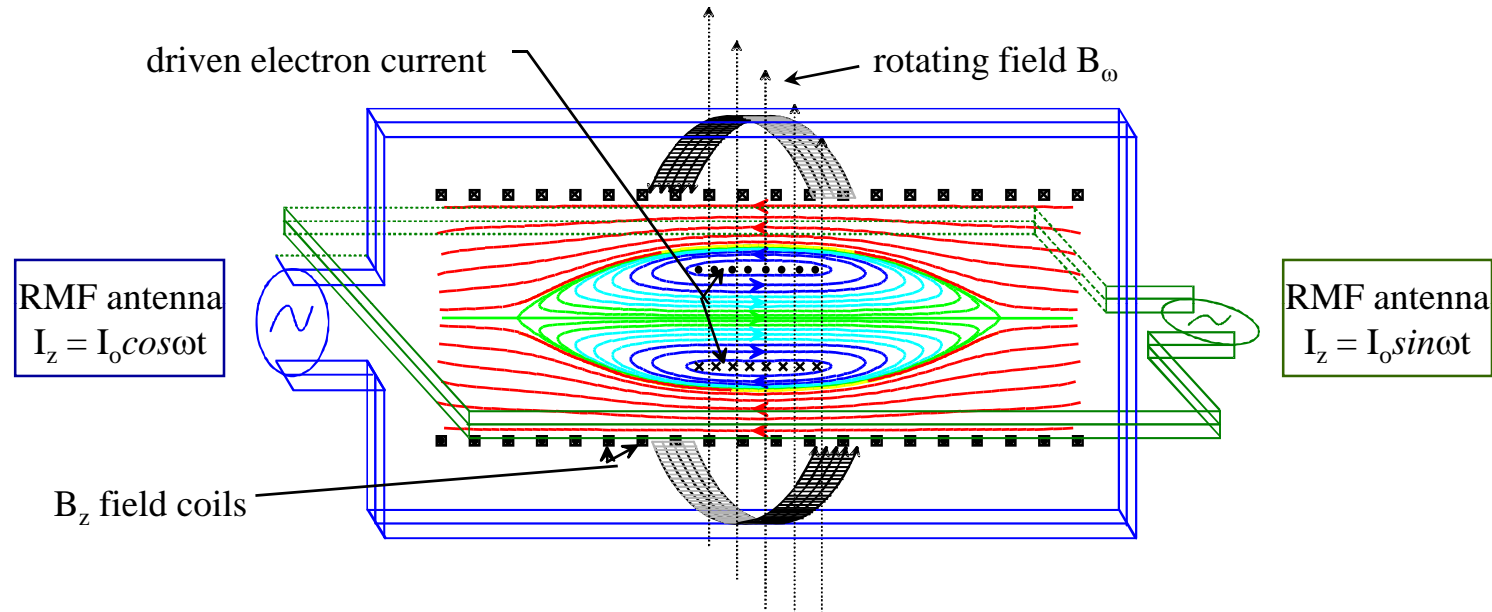 driven electron current
rotating field Bω
RMF antenna
Iz = Iocosωt
RMF antenna
Iz = Iosinωt
Bz field coils